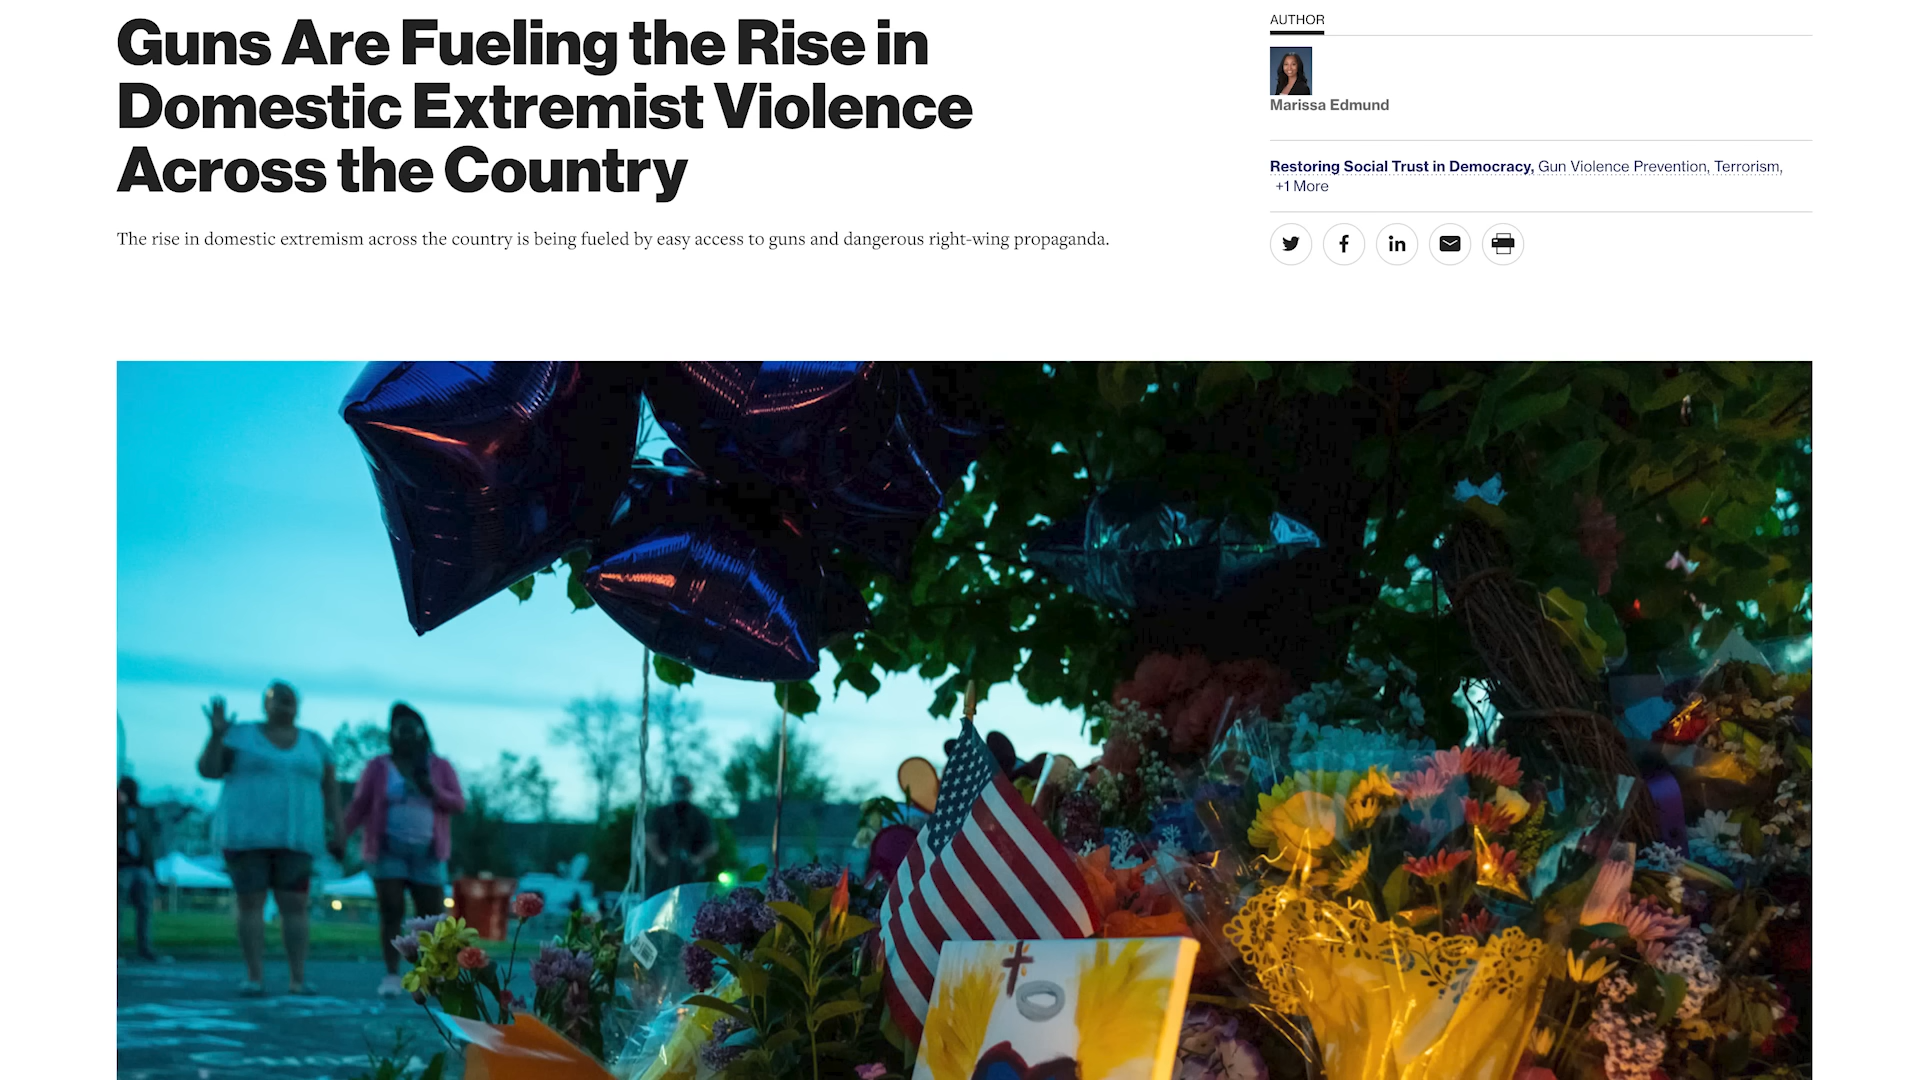 Guns Are Fueling the Rise in
Domestic Extremist Violence
Across the Country
The rise in domestic extremism across the country is being fueled by easy access to guns and dangerous right-wing propaganda.
AUTHOR
Marissa Edmund
Restoring Social Trust in Democracy, Gun Violence Prevention, Terrorism,
+1 More